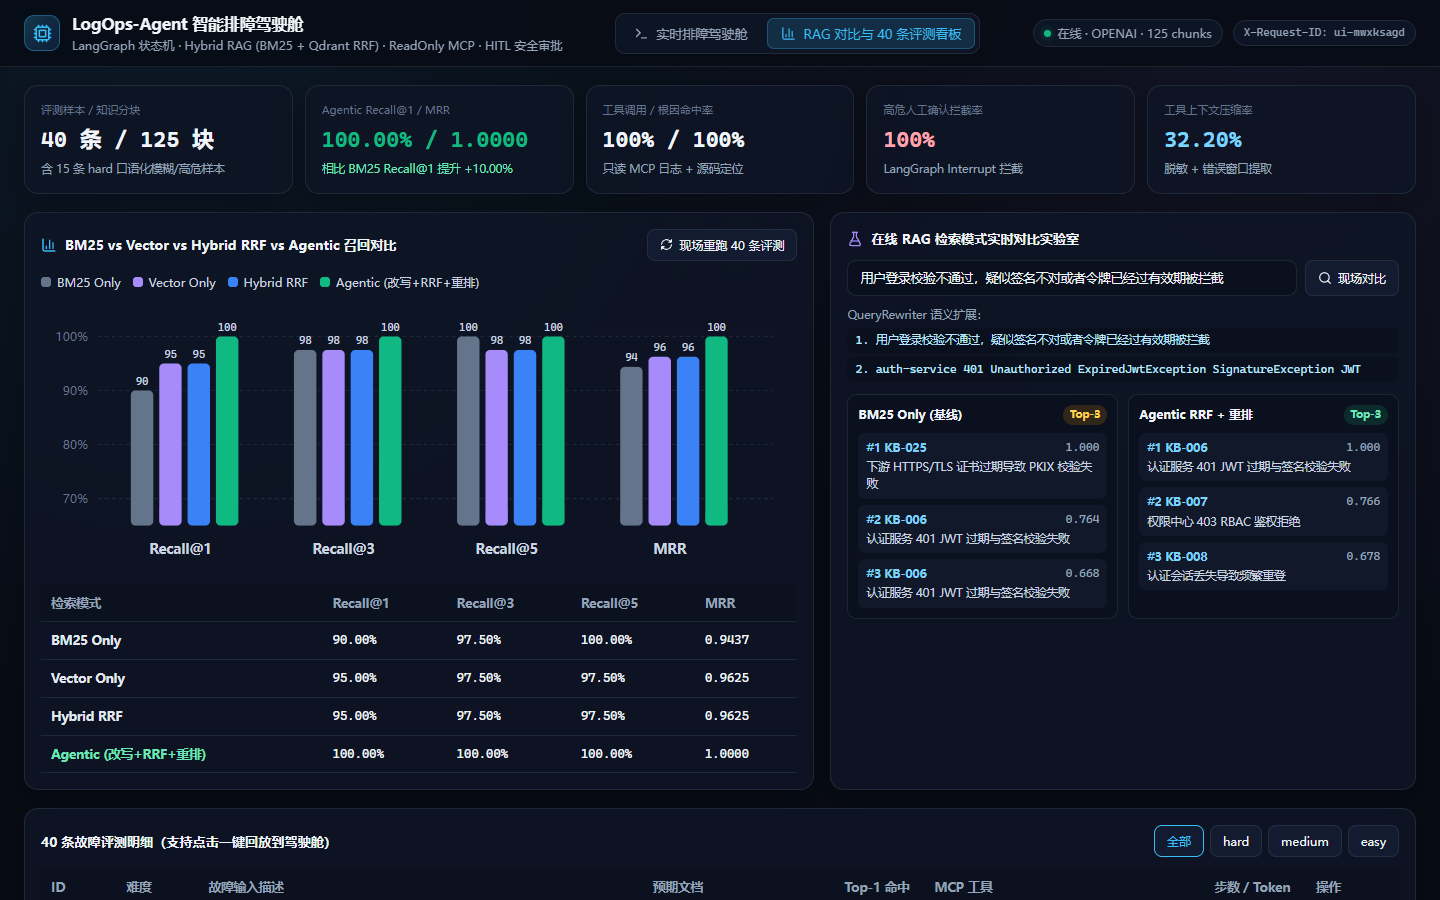 LogOps-Agent 智能排障驾驶舱
LangGraph 状态机 · Hybrid RAG (BM25 + Qdrant RRF) · ReadOnly MCP · HITL 安全审批
实时排障驾驶舱
RAG 对比与 40 条评测看板
在线 · OPENAI · 125 chunks
X-Request-ID: ui-mwxksagd
评测样本 / 知识分块
40 条 / 125 块
含 15 条 hard 口语化模糊/高危样本
Agentic Recall@1 / MRR
100.00% / 1.0000
相比 BM25 Recall@1 提升 +10.00%
工具调用 / 根因命中率
100% / 100%
只读 MCP 日志 + 源码定位
高危人工确认拦截率
100%
LangGraph Interrupt 拦截
工具上下文压缩率
32.20%
脱敏 + 错误窗口提取
BM25 vs Vector vs Hybrid RRF vs Agentic 召回对比
现场重跑 40 条评测
BM25 Only
Vector Only
Hybrid RRF
Agentic (改写+RRF+重排)
100%
90%
80%
70%
90
95
95
100
98
98
98
100
100
98
98
100
94
96
96
100
Recall@1
Recall@3
Recall@5
MRR
检索模式 Recall@1 Recall@3 Recall@5 MRR
BM25 Only 90.00% 97.50% 100.00% 0.9437
Vector Only 95.00% 97.50% 97.50% 0.9625
Hybrid RRF 95.00% 97.50% 97.50% 0.9625
Agentic (改写+RRF+重排) 100.00% 100.00% 100.00% 1.0000
在线 RAG 检索模式实时对比实验室
用户登录校验不通过，疑似签名不对或者令牌已经过有效期被拦截
现场对比
QueryRewriter 语义扩展:
1. 用户登录校验不通过，疑似签名不对或者令牌已经过有效期被拦截
2. auth-service 401 Unauthorized ExpiredJwtException SignatureException JWT
BM25 Only (基线)
Top-3
#1 KB-025 1.000
下游 HTTPS/TLS 证书过期导致 PKIX 校验失
败
#2 KB-006 0.764
认证服务 401 JWT 过期与签名校验失败
#3 KB-006 0.668
认证服务 401 JWT 过期与签名校验失败
Agentic RRF + 重排
Top-3
#1 KB-006 1.000
认证服务 401 JWT 过期与签名校验失败
#2 KB-007 0.766
权限中心 403 RBAC 鉴权拒绝
#3 KB-008 0.678
认证会话丢失导致频繁重登
40 条故障评测明细（支持点击一键回放到驾驶舱）
全部
hard
medium
easy
ID 难度 故障输入描述 预期文档 Top-1 命中 MCP 工具 步数 / Token 操作